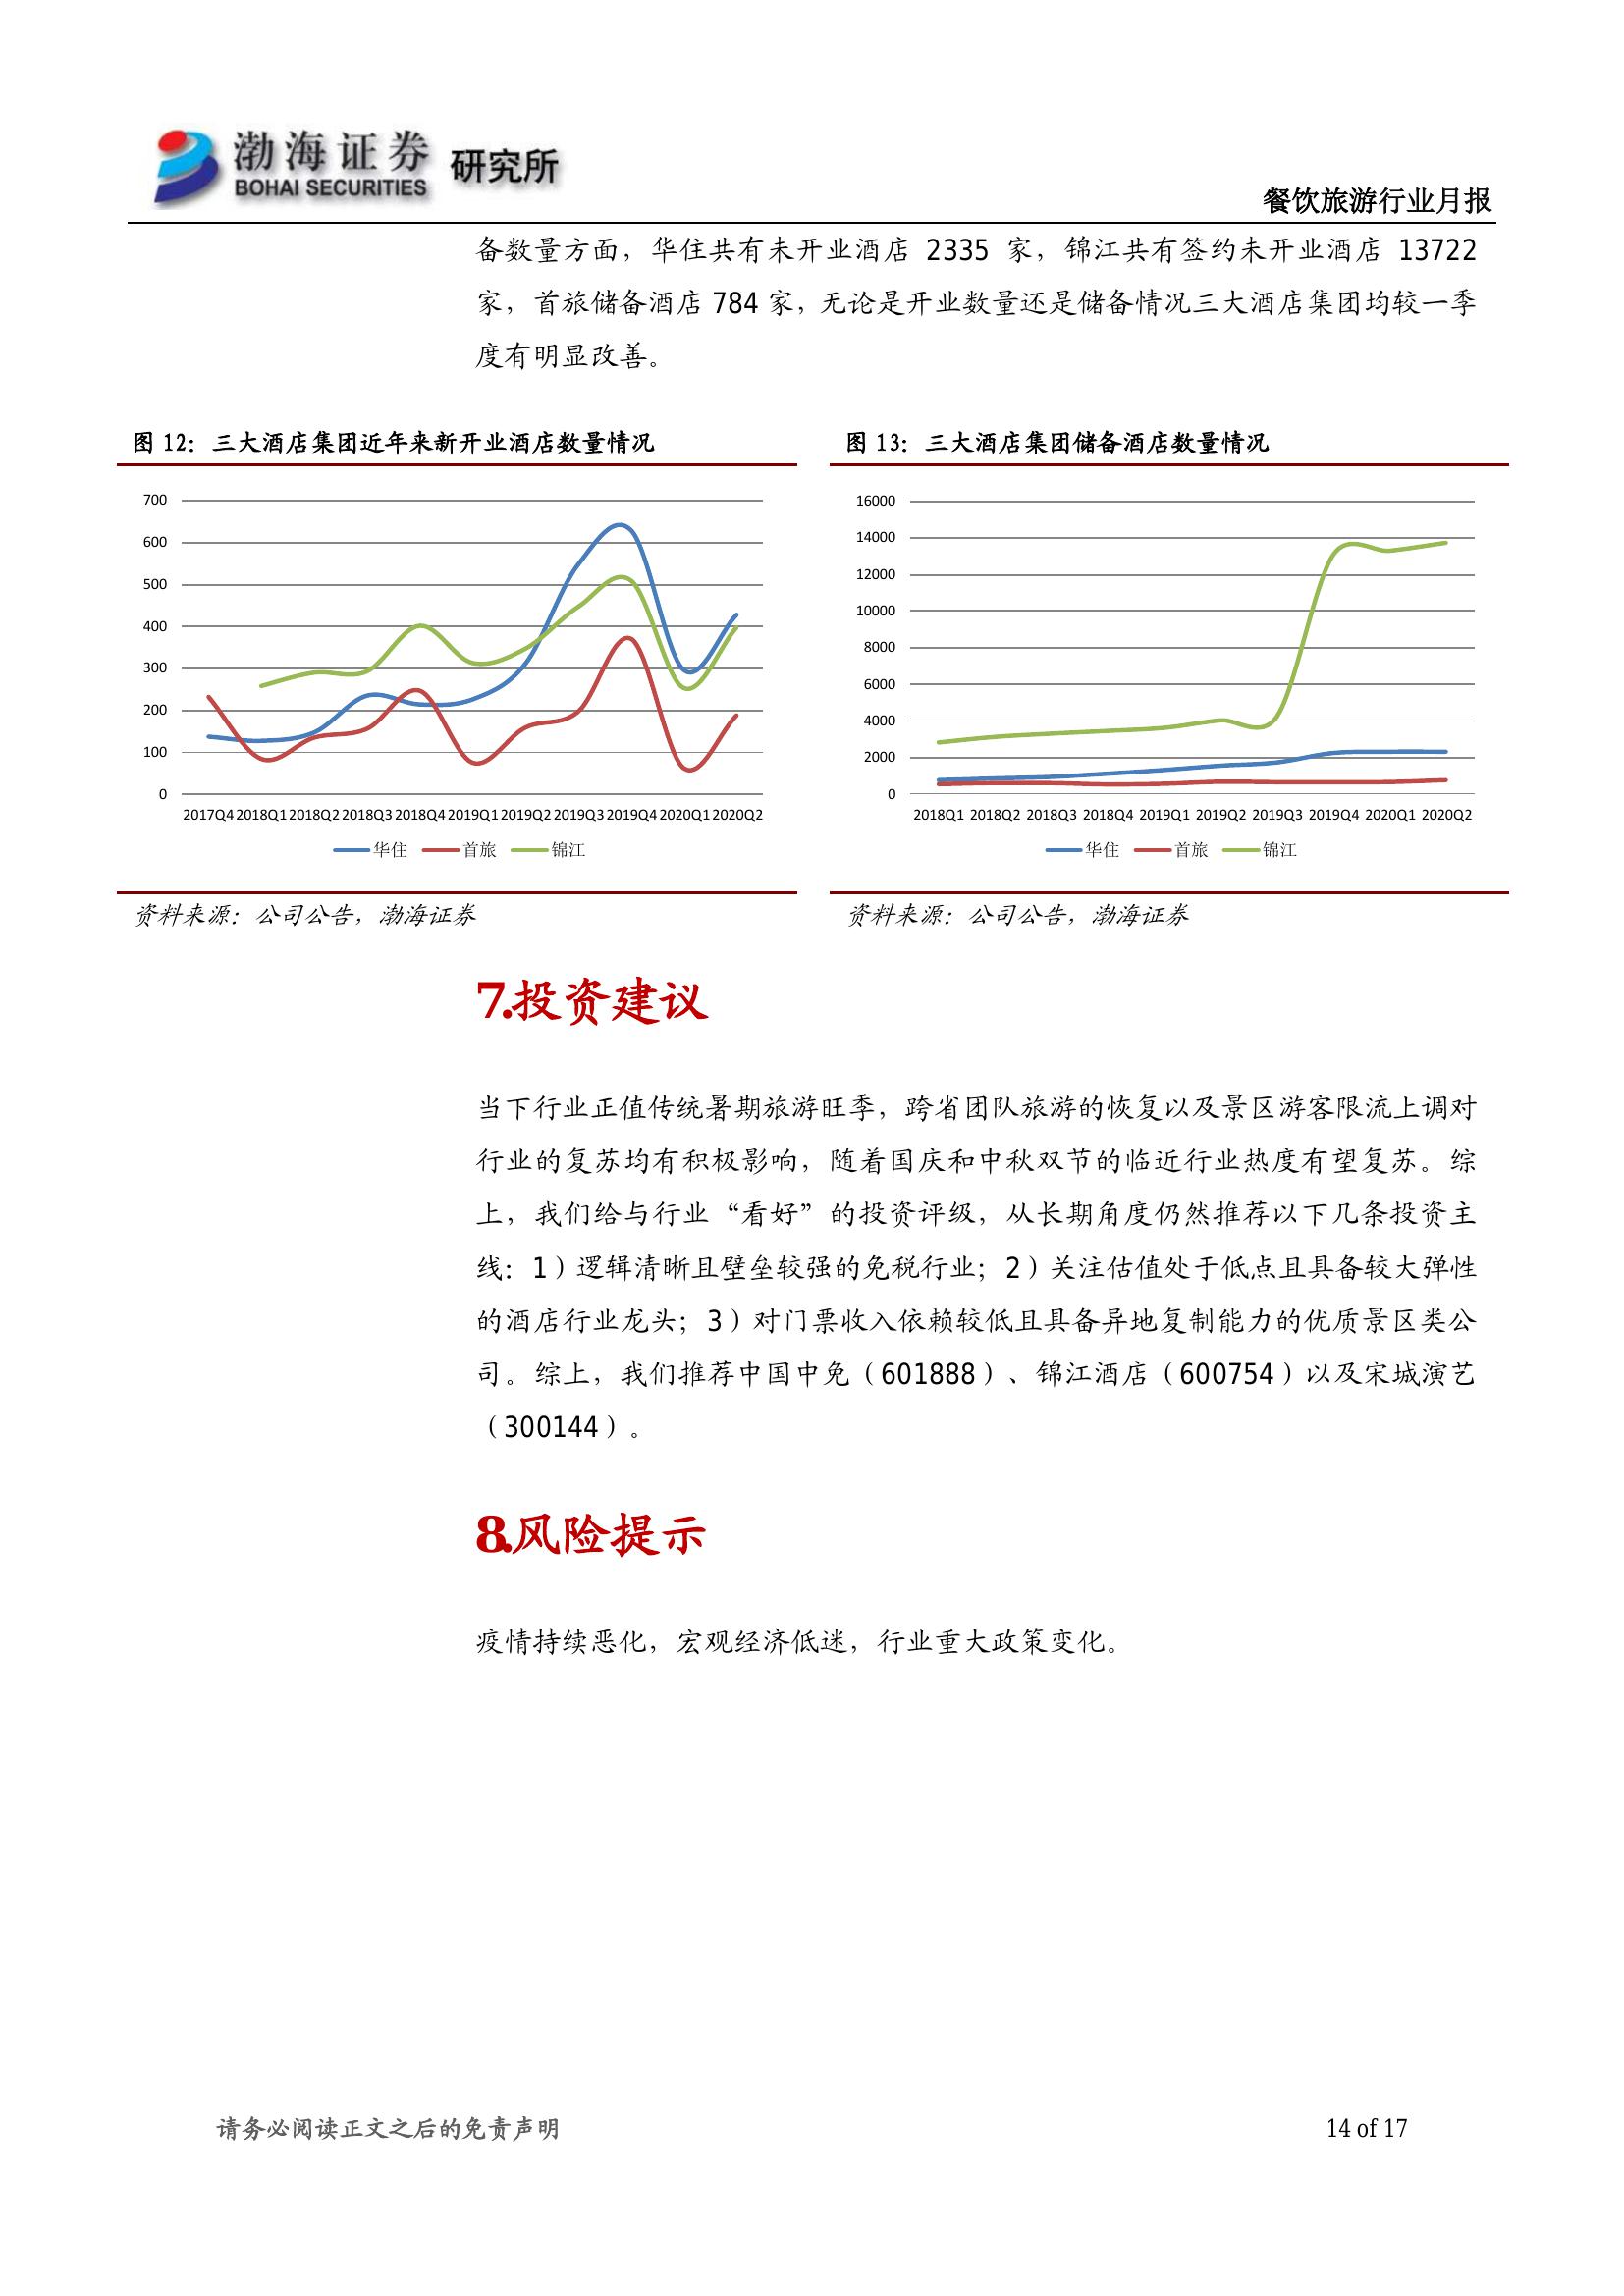 渤海证券 研究所
BOHAI SECURITIES
餐饮旅游行业月报
备数量方面，华住共有未开业酒店 2335 家，锦江共有签约未开业酒店 13722
家，首旅储备酒店 784 家，无论是开业数量还是储备情况三大酒店集团均较一季
度有明显改善。
图 12：三大酒店集团近年来新开业酒店数量情况
700
600
500
400
300
200
100
0
2017Q4 2018Q1 2018Q2 2018Q3 2018Q4 2019Q1 2019Q2 2019Q3 2019Q4 2020Q1 2020Q2
华住 首旅 锦江
资料来源：公司公告，渤海证券
图 13：三大酒店集团储备酒店数量情况
16000
14000
12000
10000
8000
6000
4000
2000
0
2018Q1 2018Q2 2018Q3 2018Q4 2019Q1 2019Q2 2019Q3 2019Q4 2020Q1 2020Q2
华住 首旅 锦江
资料来源：公司公告，渤海证券
7.投资建议
当下行业正值传统暑期旅游旺季，跨省团队旅游的恢复以及景区游客限流上调对
行业的复苏均有积极影响，随着国庆和中秋双节的临近行业热度有望复苏。综
上，我们给与行业“看好”的投资评级，从长期角度仍然推荐以下几条投资主
线：1）逻辑清晰且壁垒较强的免税行业；2）关注估值处于低点且具备较大弹性
的酒店行业龙头；3）对门票收入依赖较低且具备异地复制能力的优质景区类公
司。综上，我们推荐中国中免（601888）、锦江酒店（600754）以及宋城演艺
（300144）。
8.风险提示
疫情持续恶化，宏观经济低迷，行业重大政策变化。
请务必阅读正文之后的免责声明
14 of 17